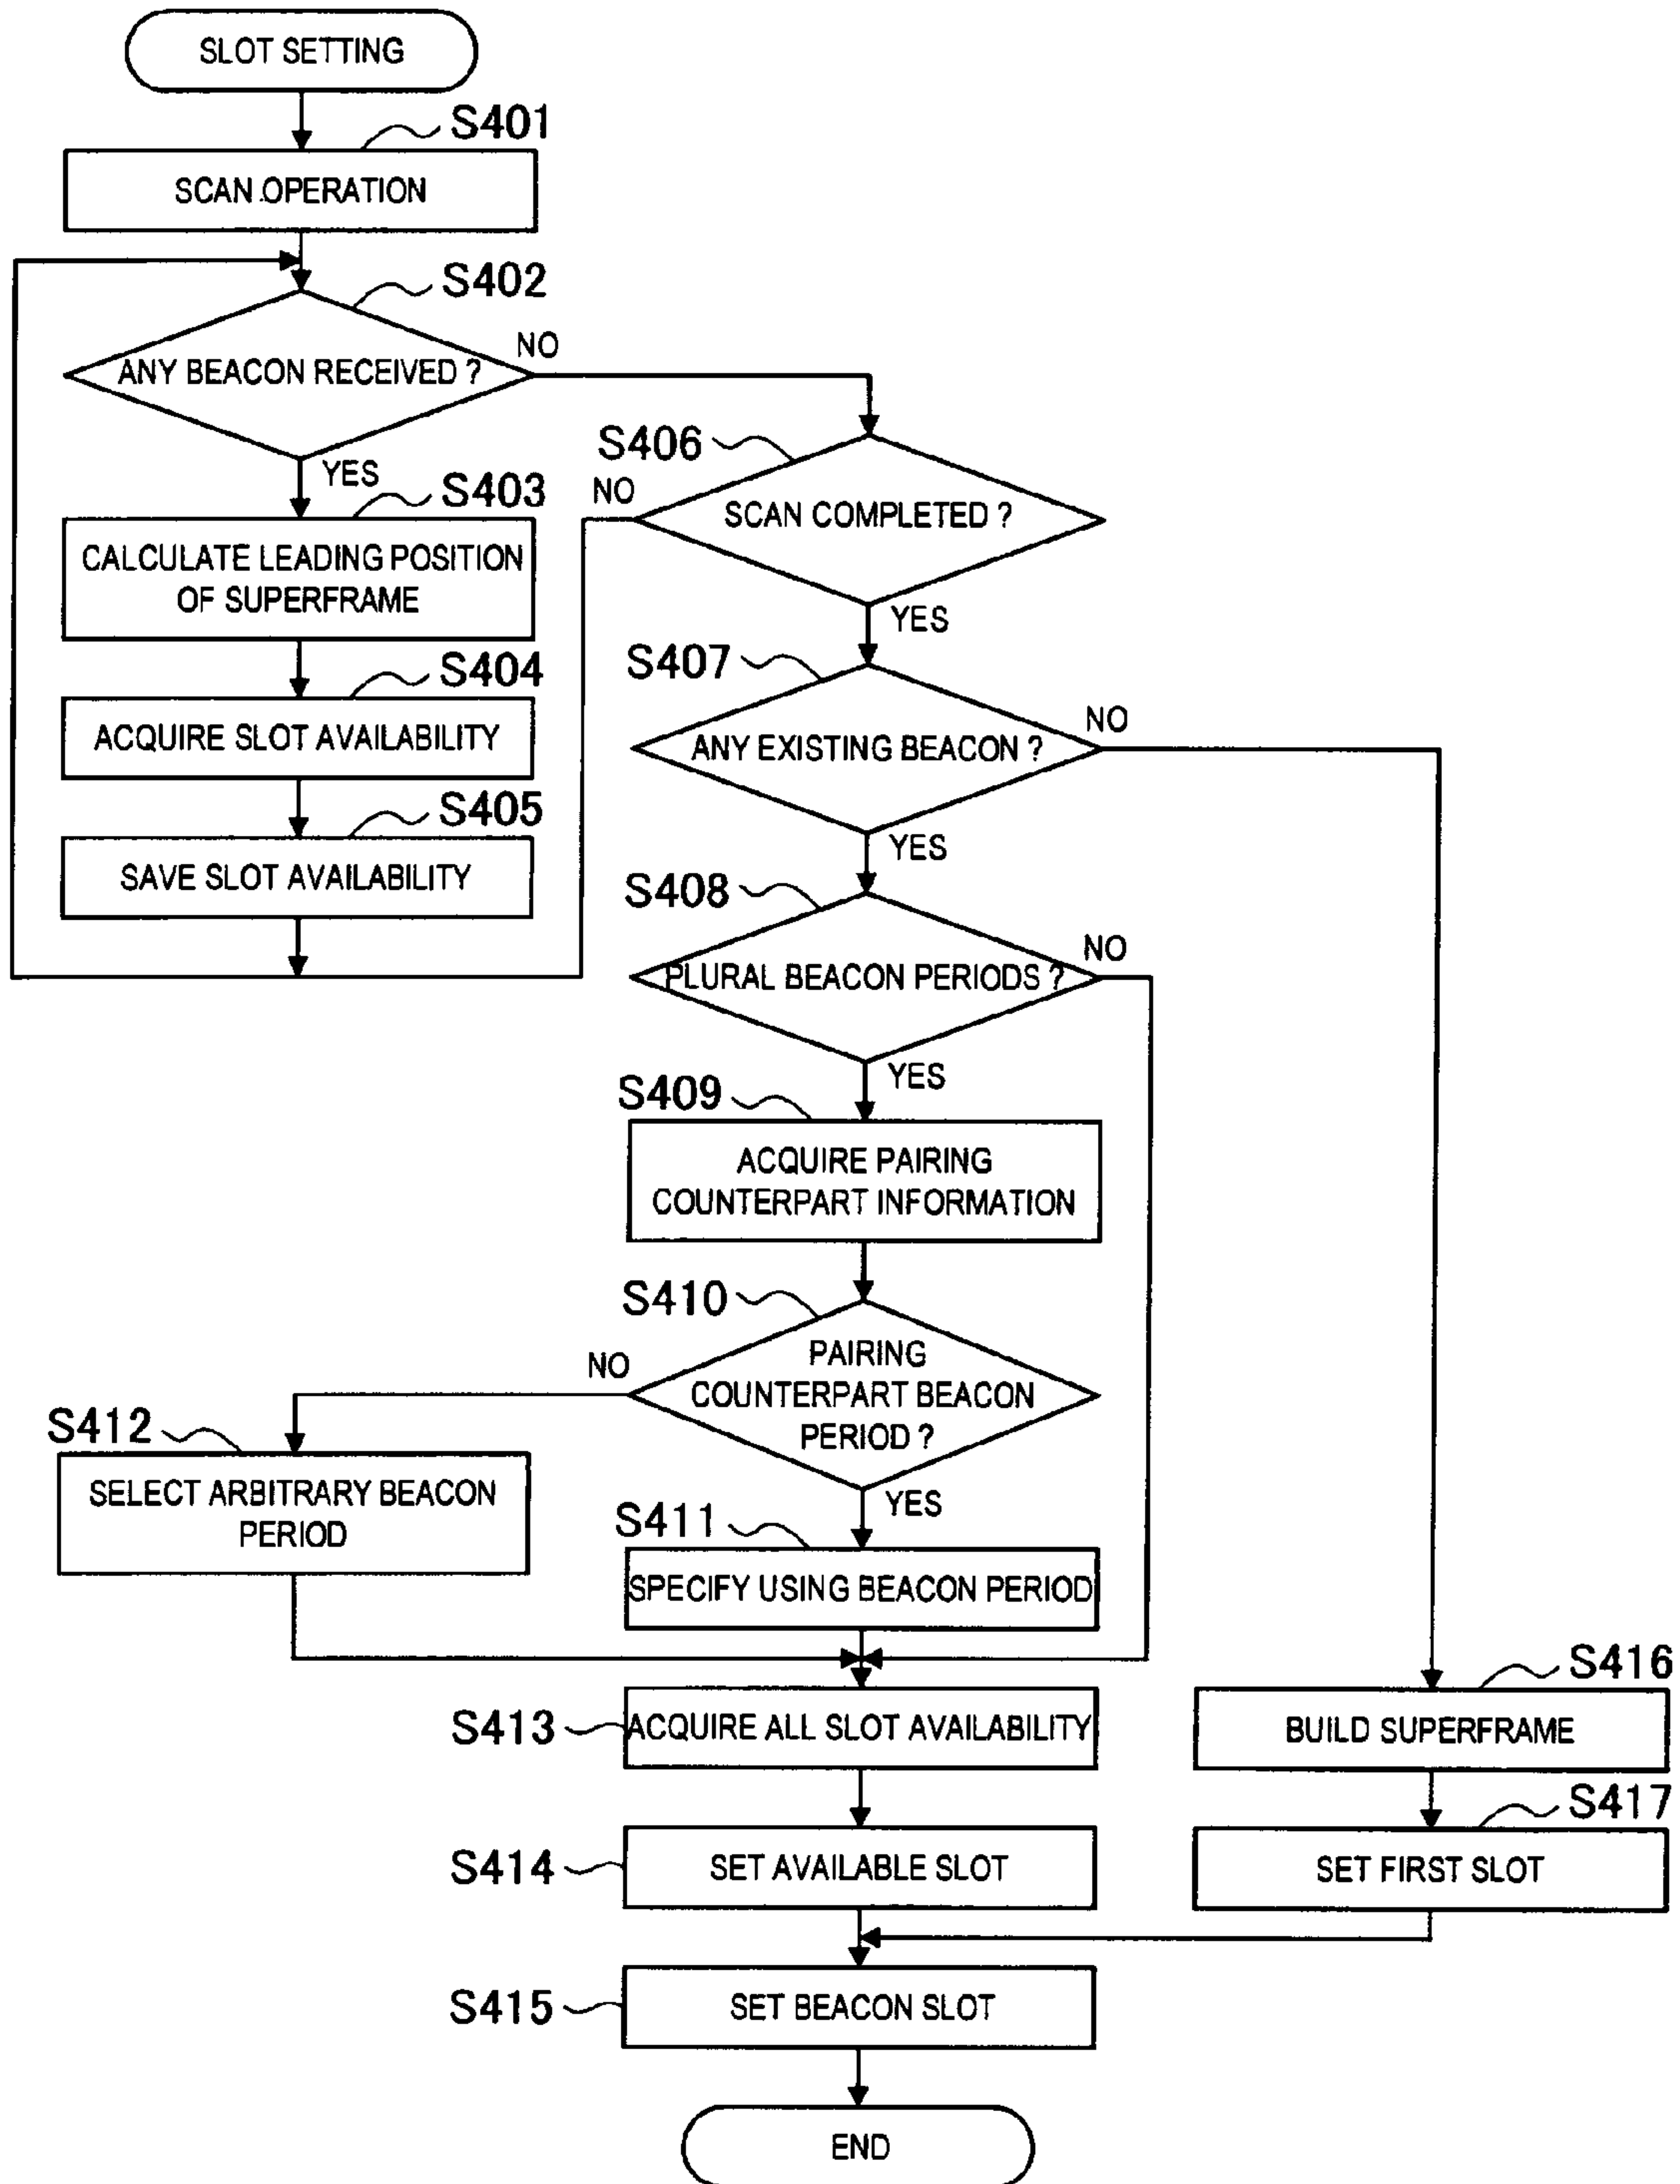 SLOT SETTING
S401
SCAN OPERATION
S402
ANY BEACON RECEIVED ?
NO
YES
S403
CALCULATE LEADING POSITION
OF SUPERFRAME
S404
ACQUIRE SLOT AVAILABILITY
S405
SAVE SLOT AVAILABILITY
S406
NO
SCAN COMPLETED ?
YES
S407
ANY EXISTING BEACON ?
NO
YES
S408
PLURAL BEACON PERIODS ?
NO
YES
S409
ACQUIRE PAIRING
COUNTERPART INFORMATION
S410
NO
PAIRING
COUNTERPART BEACON
PERIOD ?
YES
S412
SELECT ARBITRARY BEACON
PERIOD
S411
SPECIFY USING BEACON PERIOD
S413
ACQUIRE ALL SLOT AVAILABILITY
S416
BUILD SUPERFRAME
S414
SET AVAILABLE SLOT
S417
SET FIRST SLOT
S415
SET BEACON SLOT
END